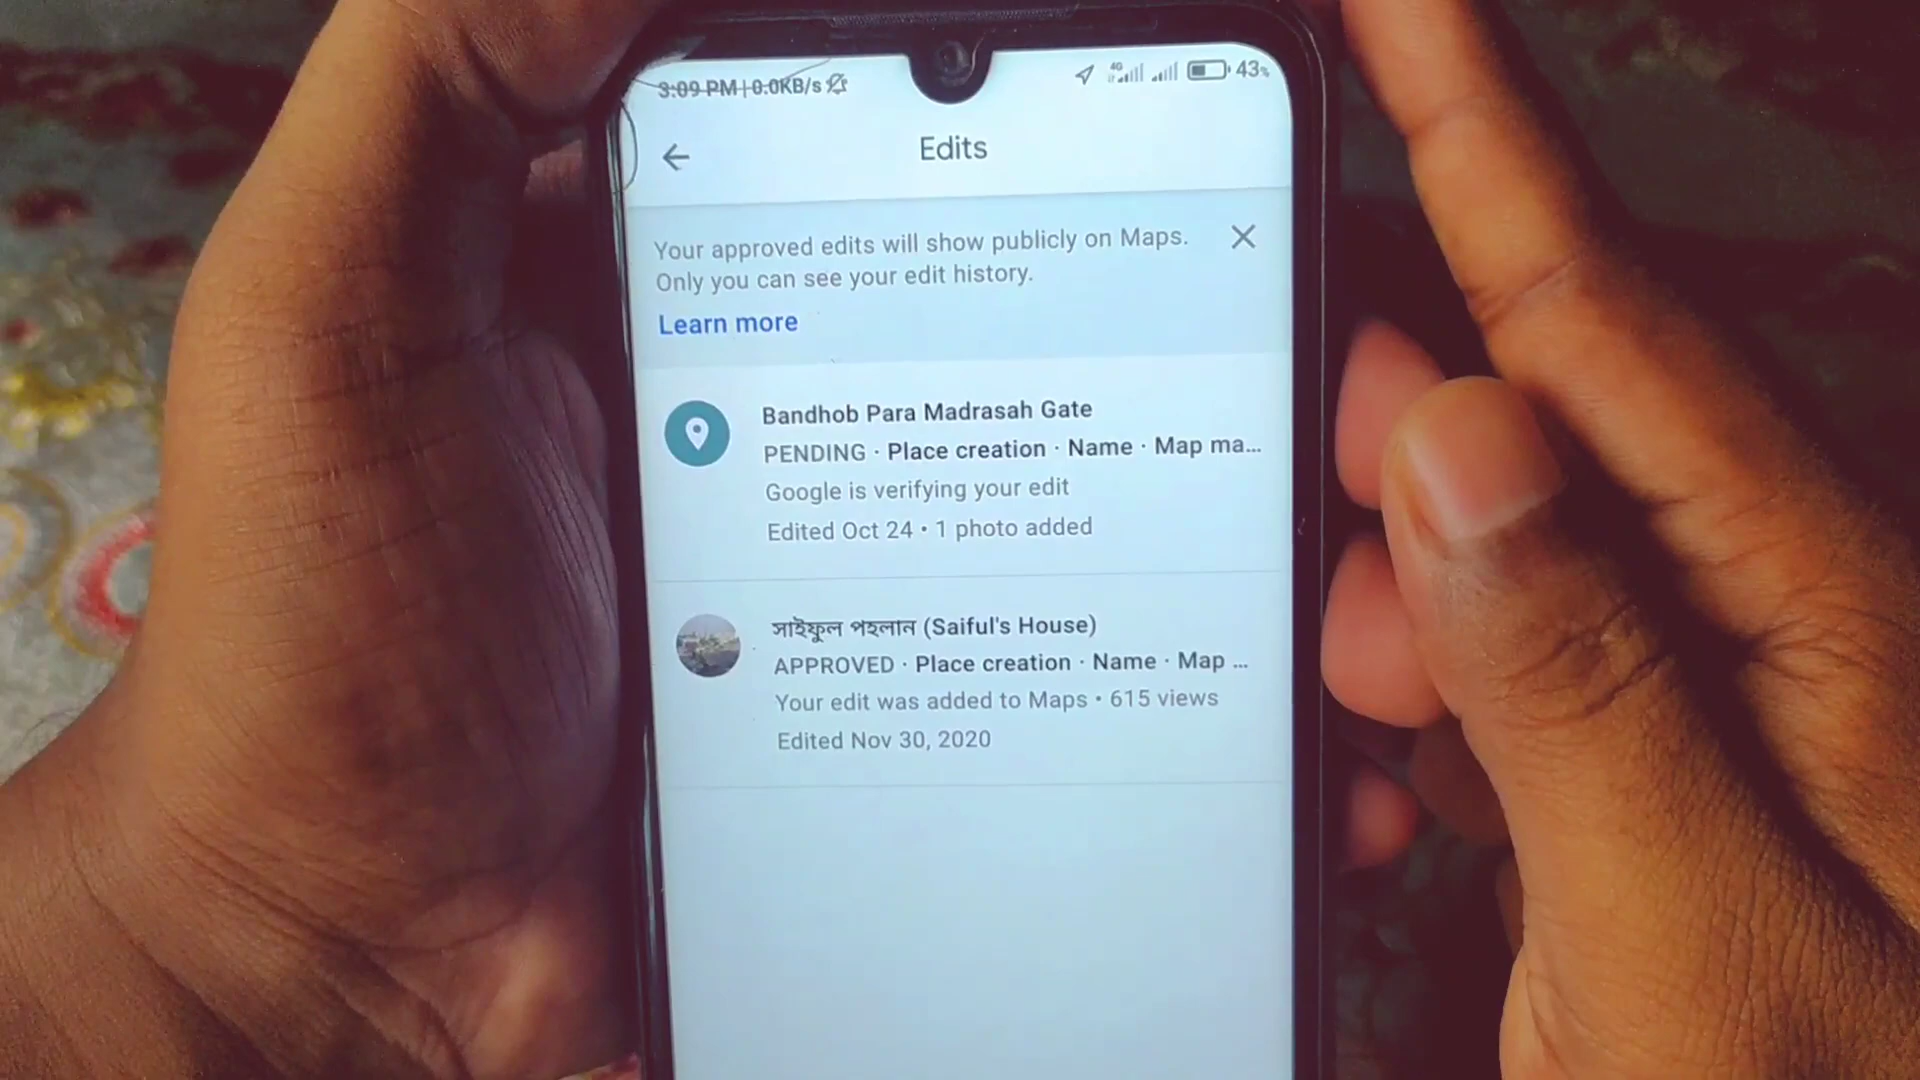 3:09 PM | 0.0KB/s
4G 43%
Edits
Your approved edits will show publicly on Maps.
Only you can see your edit history.
Learn more
Bandhob Para Madrasah Gate
PENDING · Place creation · Name · Map ma...
Google is verifying your edit
Edited Oct 24 • 1 photo added
সাইফুল পহলান (Saiful's House)
APPROVED · Place creation · Name · Map ...
Your edit was added to Maps • 615 views
Edited Nov 30, 2020